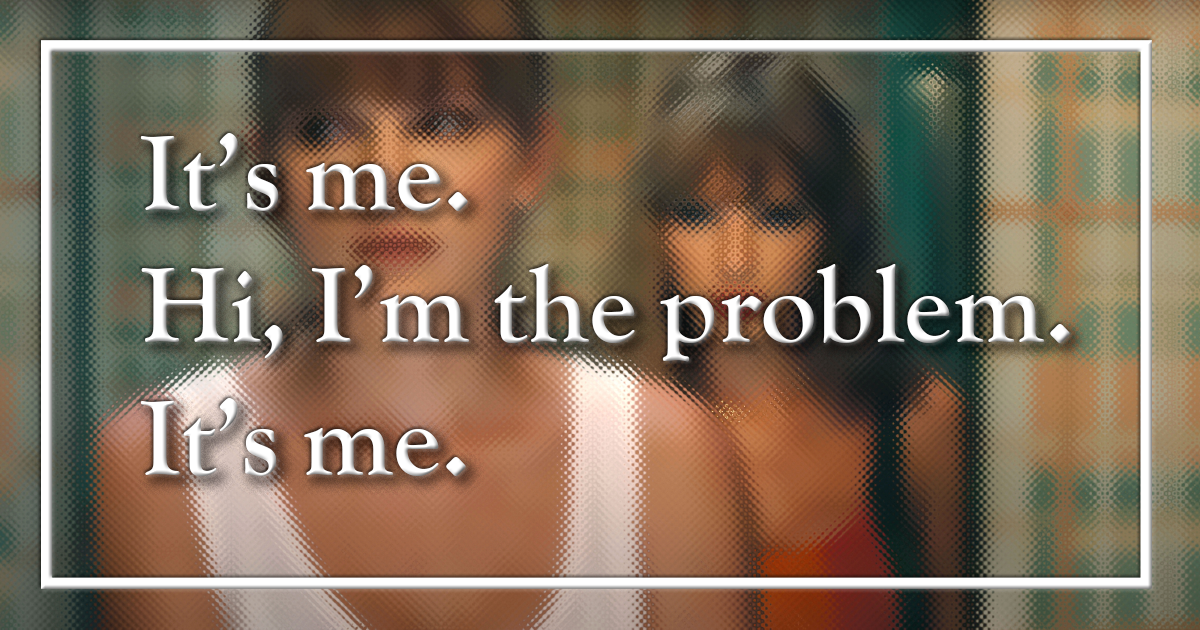 It’s me.
Hi, I’m the problem.
It’s me.